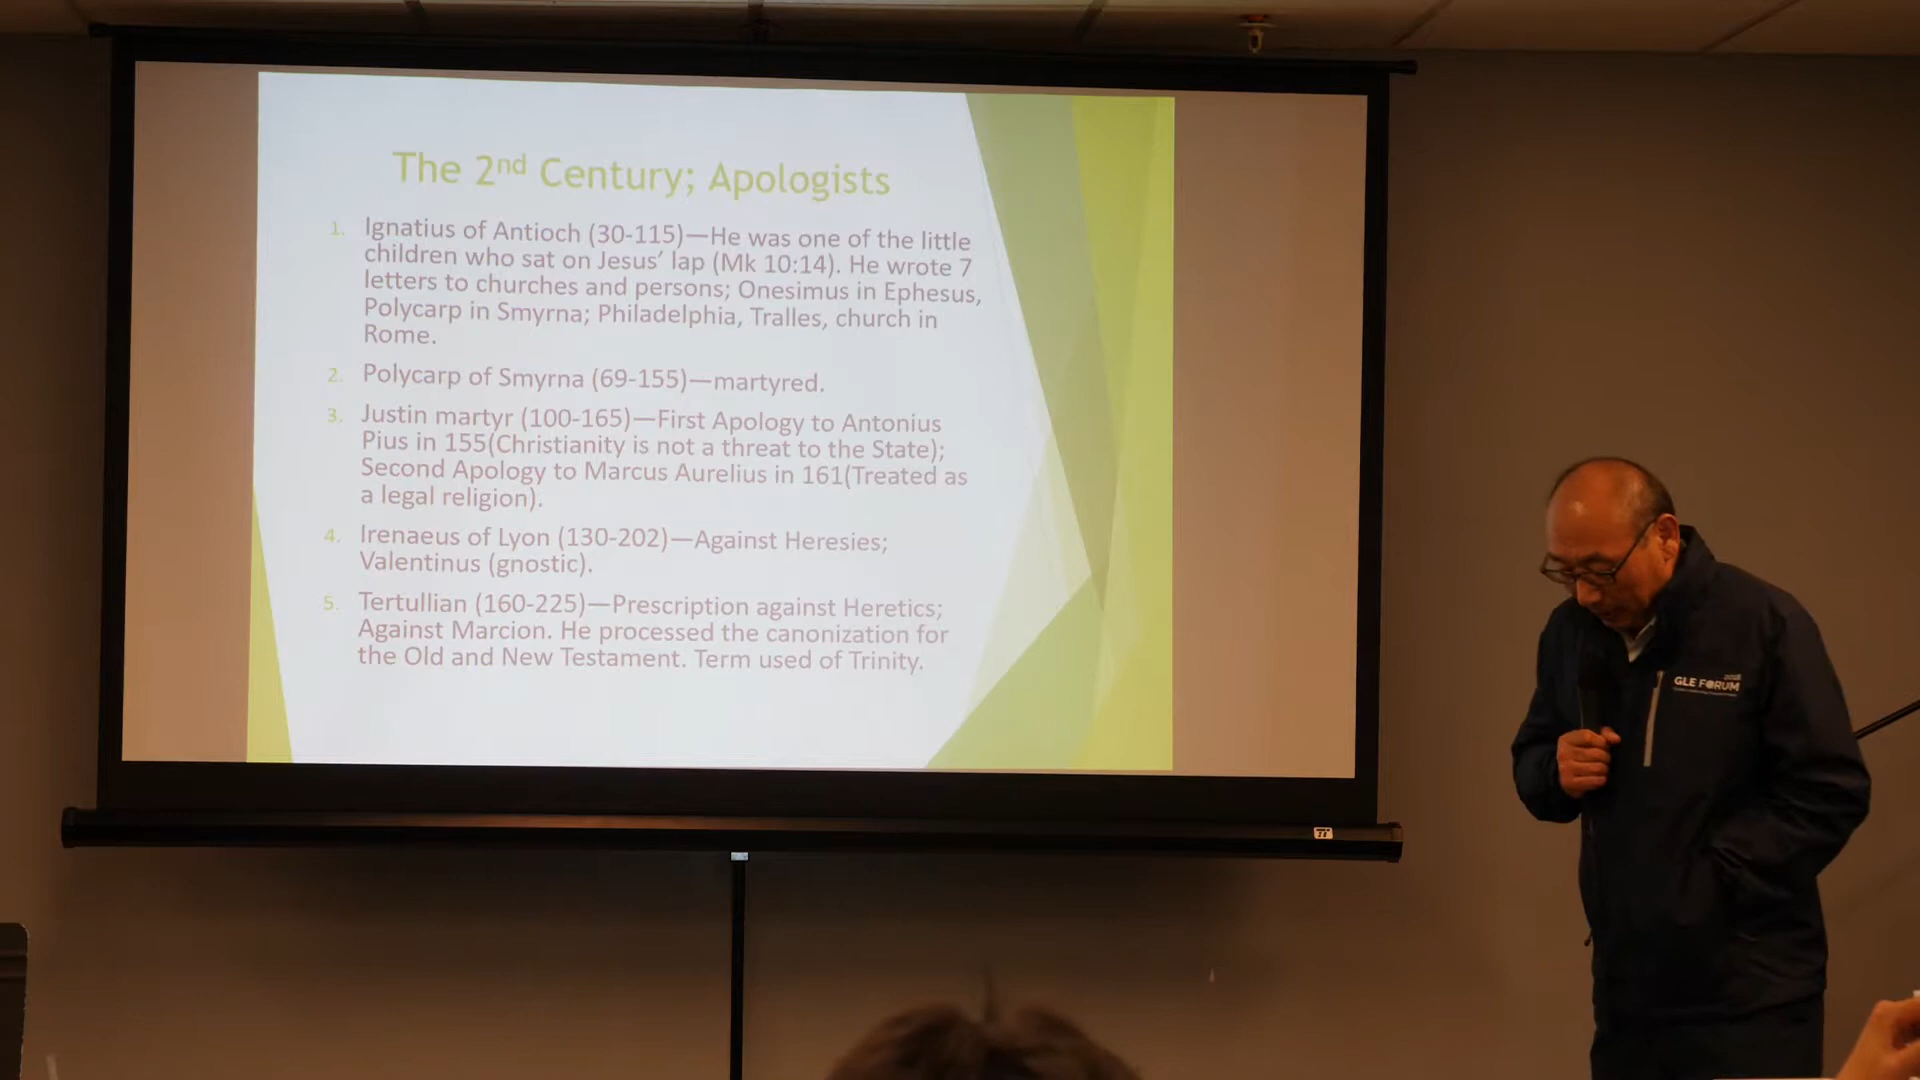 The 2nd Century; Apologists
1. Ignatius of Antioch (30-115)—He was one of the little
children who sat on Jesus' lap (Mk 10:14). He wrote 7
letters to churches and persons; Onesimus in Ephesus,
Polycarp in Smyrna; Philadelphia, Tralles, church in
Rome.
2. Polycarp of Smyrna (69-155)—martyred.
3. Justin martyr (100-165)—First Apology to Antonius
Pius in 155(Christianity is not a threat to the State);
Second Apology to Marcus Aurelius in 161(Treated as
a legal religion).
4. Irenaeus of Lyon (130-202)—Against Heresies;
Valentinus (gnostic).
5. Tertullian (160-225)—Prescription against Heretics;
Against Marcion. He processed the canonization for
the Old and New Testament. Term used of Trinity.
GLE FORUM